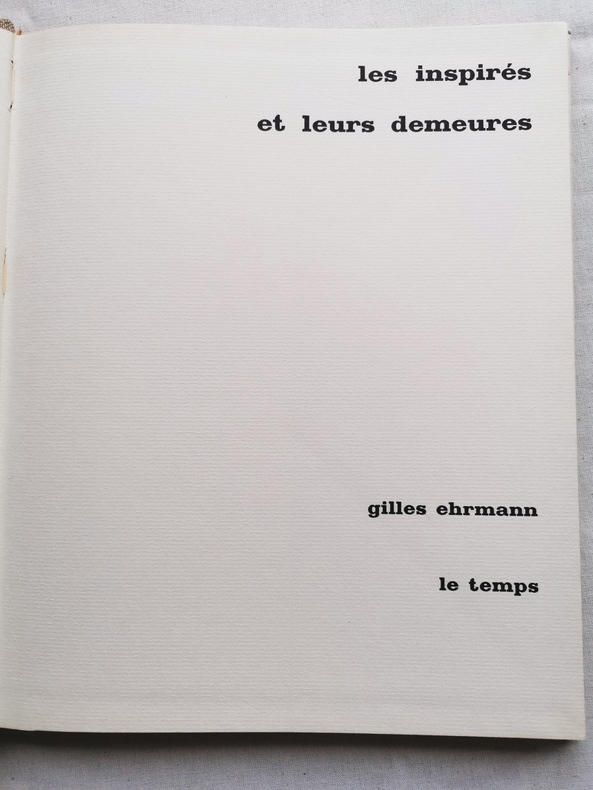 les inspirés
et leurs demeures
gilles ehrmann
le temps